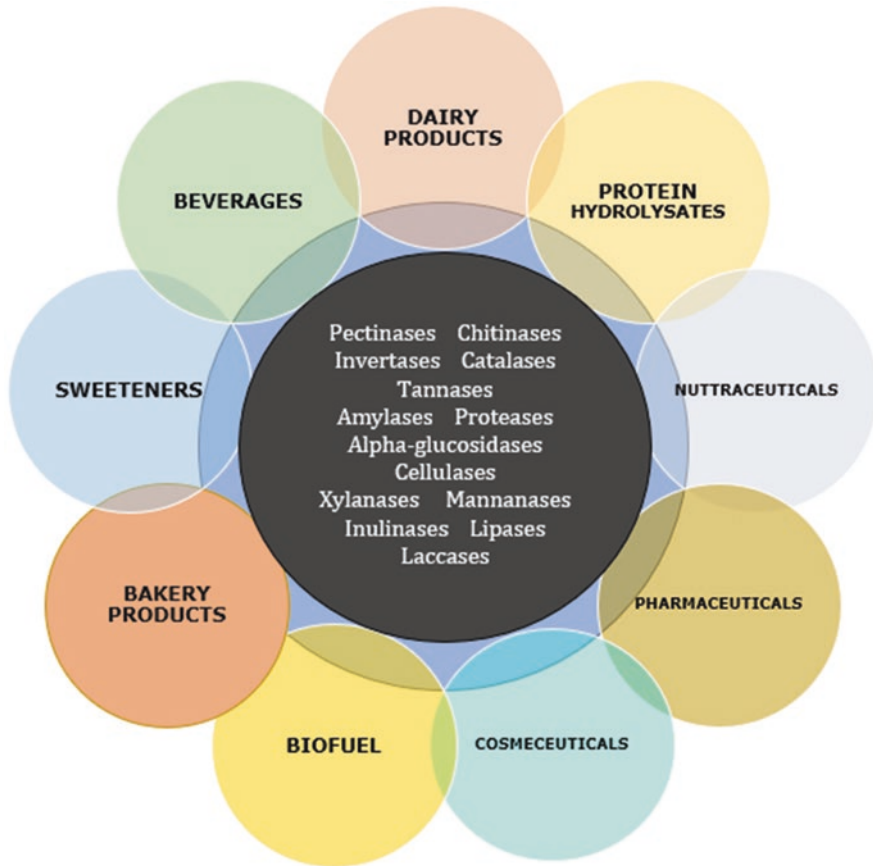 DAIRY
PRODUCTS
PROTEIN
HYDROLYSATES
NUTTRACEUTICALS
PHARMACEUTICALS
COSMECEUTICALS
BIOFUEL
BAKERY
PRODUCTS
SWEETENERS
BEVERAGES
Pectinases Chitinases
Invertases Catalases
Tannases
Amylases Proteases
Alpha-glucosidases
Cellulases
Xylanases Mannanases
Inulinases Lipases
Laccases